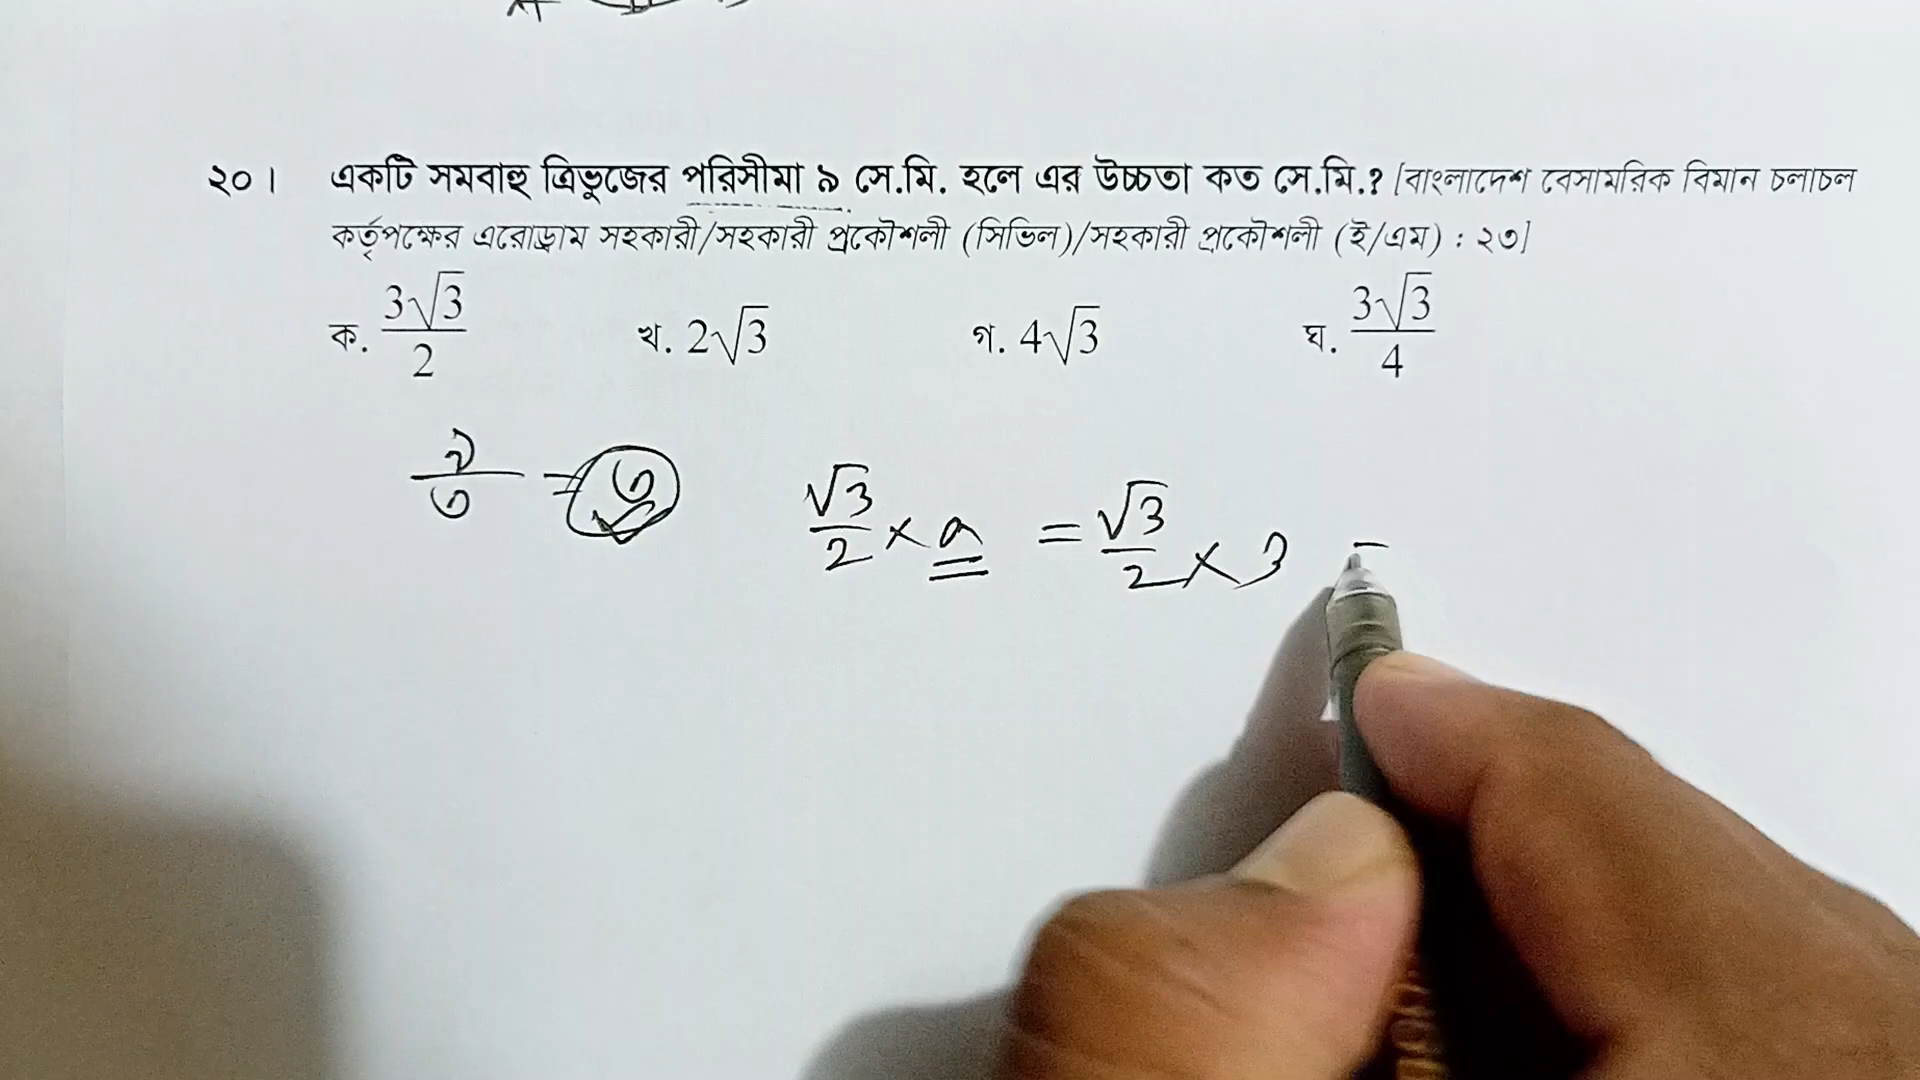 ২০। একটি সমবাহু ত্রিভুজের পরিসীমা ৯ সে.মি. হলে এর উচ্চতা কত সে.মি.? [বাংলাদেশ বেসামরিক বিমান চলাচল
কর্তৃপক্ষের এরোড্রাম সহকারী/সহকারী প্রকৌশলী (সিভিল)/সহকারী প্রকৌশলী (ই/এম) : ২৩]
ক. 3√3/2 খ. 2√3 গ. 4√3 ঘ. 3√3/4
৯/৩ = ৩ √3/2 × a = √3/2 × 3